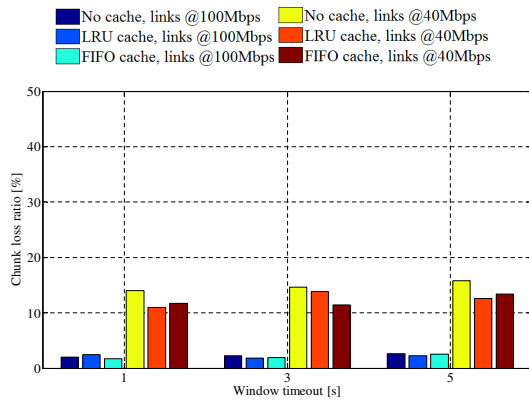 No cache, links @100Mbps No cache, links @40Mbps
LRU cache, links @100Mbps LRU cache, links @40Mbps
FIFO cache, links @100Mbps FIFO cache, links @40Mbps
50
40
30
20
10
0
Chunk loss ratio [%]
1 3 5
Window timeout [s]